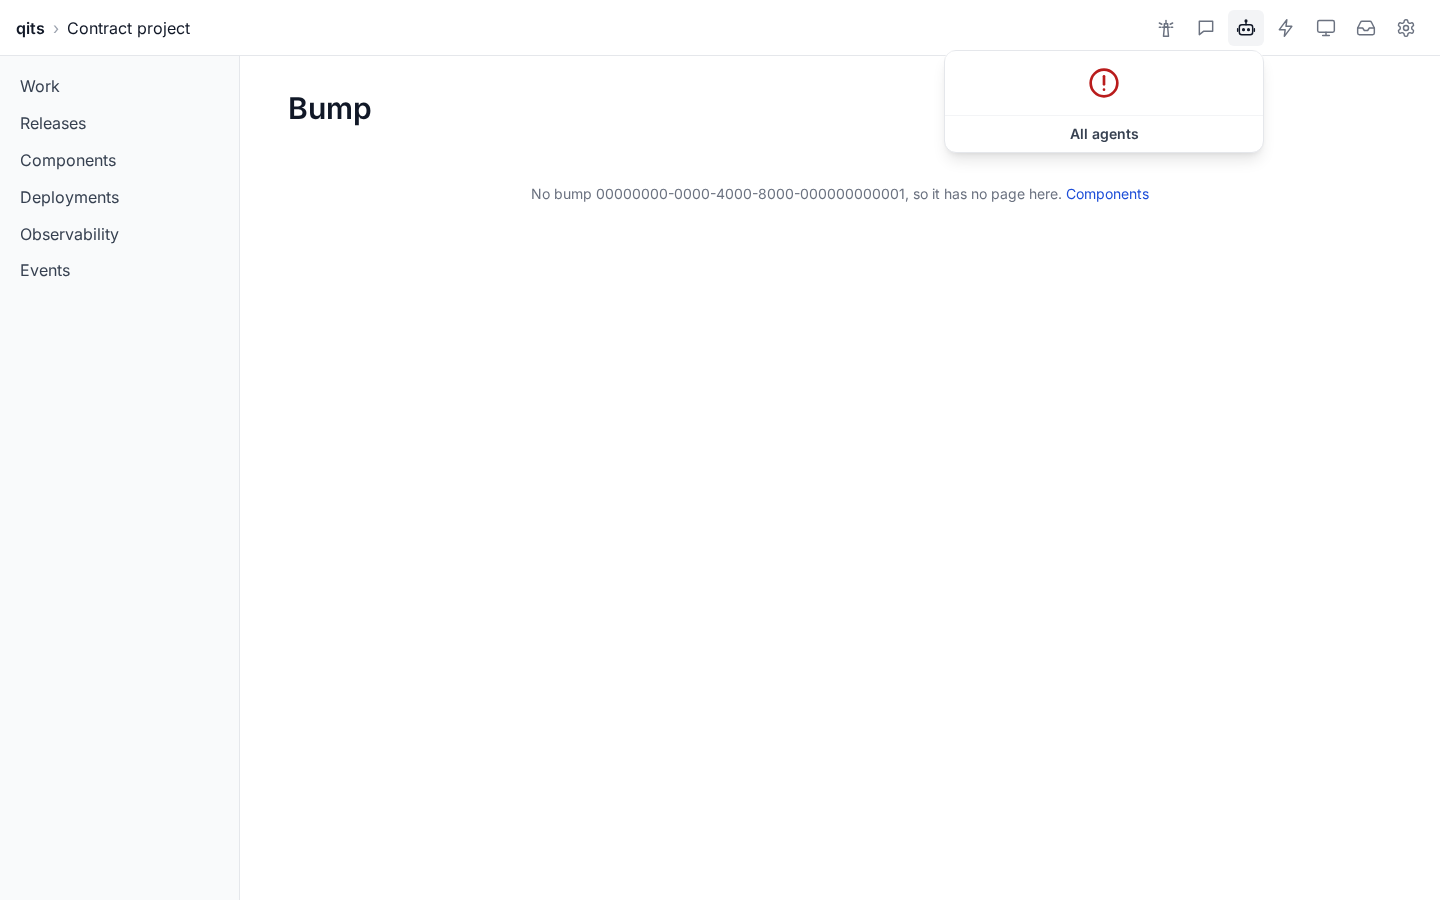 qits › Contract project
Work
Releases
Components
Deployments
Observability
Events
Bump
All agents
No bump 00000000-0000-4000-8000-000000000001, so it has no page here. Components